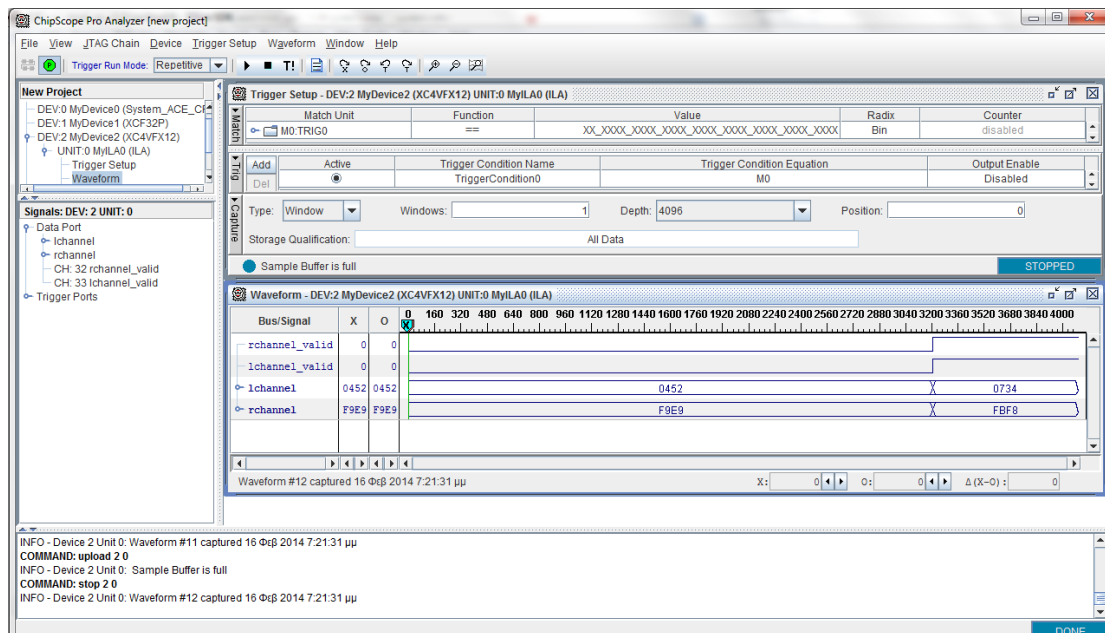 ChipScope Pro Analyzer [new project]
File View JTAG Chain Device Trigger Setup Waveform Window Help
Trigger Run Mode: Repetitive T!
New Project
DEV:0 MyDevice0 (System_ACE_CF
DEV:1 MyDevice1 (XCF32P)
DEV:2 MyDevice2 (XC4VFX12)
UNIT:0 MyILA0 (ILA)
Trigger Setup
Waveform
Signals: DEV: 2 UNIT: 0
Data Port
lchannel
rchannel
CH: 32 rchannel_valid
CH: 33 lchannel_valid
Trigger Ports
Trigger Setup - DEV:2 MyDevice2 (XC4VFX12) UNIT:0 MyILA0 (ILA)
Match
Match Unit Function Value Radix Counter
M0:TRIG0 == XX_XXXX_XXXX_XXXX_XXXX_XXXX_XXXX_XXXX_XXXX Bin disabled
Trig
Add Active Trigger Condition Name Trigger Condition Equation Output Enable
Del TriggerCondition0 M0 Disabled
Capture
Type: Window Windows: 1 Depth: 4096 Position: 0
Storage Qualification: All Data
Sample Buffer is full STOPPED
Waveform - DEV:2 MyDevice2 (XC4VFX12) UNIT:0 MyILA0 (ILA)
Bus/Signal X O 0 160 320 480 640 800 960 1120 1280 1440 1600 1760 1920 2080 2240 2400 2560 2720 2880 3040 3200 3360 3520 3680 3840 4000
X
rchannel_valid 0 0
lchannel_valid 0 0
lchannel 0452 0452 0452 0734
rchannel F9E9 F9E9 F9E9 FBF8
Waveform #12 captured 16 Φεβ 2014 7:21:31 μμ X: 0 O: 0 Δ (X-O) : 0
INFO - Device 2 Unit 0: Waveform #11 captured 16 Φεβ 2014 7:21:31 μμ
COMMAND: upload 2 0
INFO - Device 2 Unit 0: Sample Buffer is full
COMMAND: stop 2 0
INFO - Device 2 Unit 0: Waveform #12 captured 16 Φεβ 2014 7:21:31 μμ
DONE